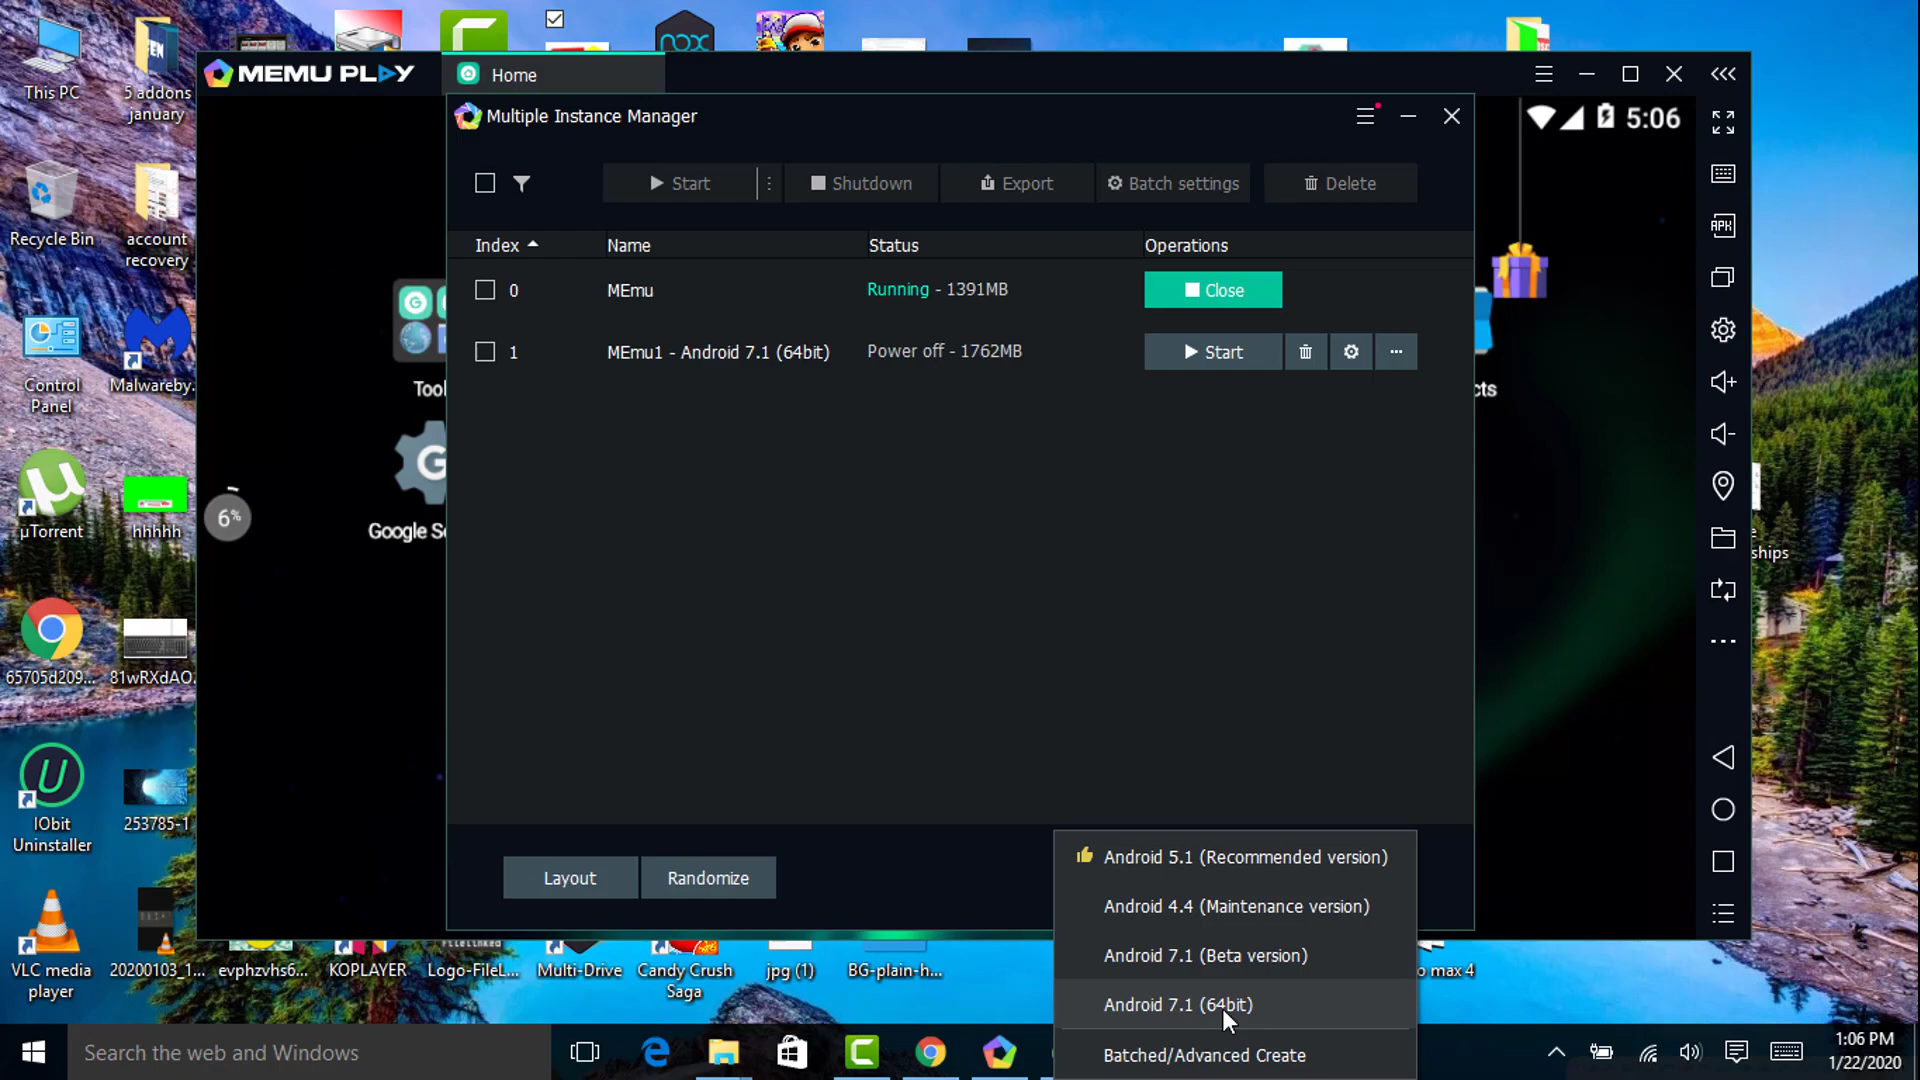 This PC
5 addons
january
MEMU PLAY
Home
nox
5:06
Multiple Instance Manager
Start
Shutdown
Export
Batch settings
Delete
APK
Recycle Bin
account
recovery
Index
Name
Status
Operations
0
MEmu
Running - 1391MB
Close
1
MEmu1 - Android 7.1 (64bit)
Power off - 1762MB
Start
...
Control
Panel
Malwareby...
Tool
cts
6%
Google Se
µTorrent
hhhhh
ships
65705d209...
81wRXdAO...
IObit
Uninstaller
253785-1
Layout
Randomize
Android 5.1 (Recommended version)
Android 4.4 (Maintenance version)
Android 7.1 (Beta version)
Android 7.1 (64bit)
Batched/Advanced Create
VLC media
player
20200103_1...
evphzvhs6...
KOPLAYER
Logo-FileL...
Multi-Drive
Candy Crush
Saga
jpg (1)
BG-plain-h...
o max 4
Search the web and Windows
1:06 PM
1/22/2020